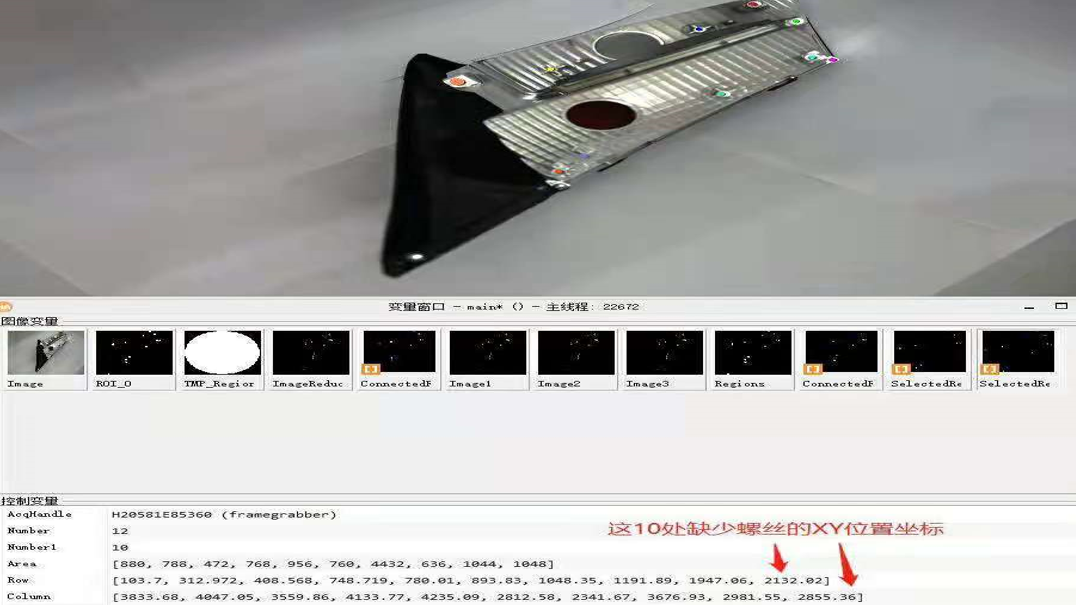 变量窗口 - main* () - 主线程: 22672
图像变量
Image
ROI_0
TMP_Region
ImageReduc
ConnectedF
Image1
Image2
Image3
Regions
ConnectedF
SelectedRe
SelectedRe
控制变量
AcqHandle H20581E85360 (framegrabber)
这10处缺少螺丝的XY位置坐标
Number 12
Number1 10
Area [880, 788, 472, 768, 956, 760, 4432, 636, 1044, 1048]
Row [103.7, 312.972, 408.568, 748.719, 780.01, 893.83, 1048.35, 1191.89, 1947.06, 2132.02]
Column [3833.68, 4047.05, 3559.86, 4133.77, 4235.09, 2812.58, 2341.67, 3676.93, 2981.55, 2855.36]